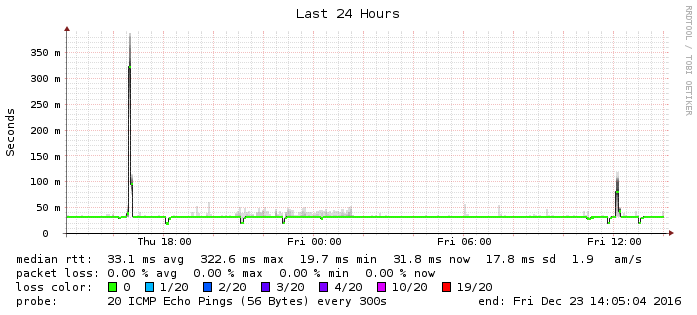 Last 24 Hours
RRDTOOL / TOBI OETIKER
Seconds
350 m
300 m
250 m
200 m
150 m
100 m
50 m
0
Thu 18:00 Fri 00:00 Fri 06:00 Fri 12:00
median rtt: 33.1 ms avg 322.6 ms max 19.7 ms min 31.8 ms now 17.8 ms sd 1.9 am/s
packet loss: 0.00 % avg 0.00 % max 0.00 % min 0.00 % now
loss color: 0 1/20 2/20 3/20 4/20 10/20 19/20
probe: 20 ICMP Echo Pings (56 Bytes) every 300s end: Fri Dec 23 14:05:04 2016